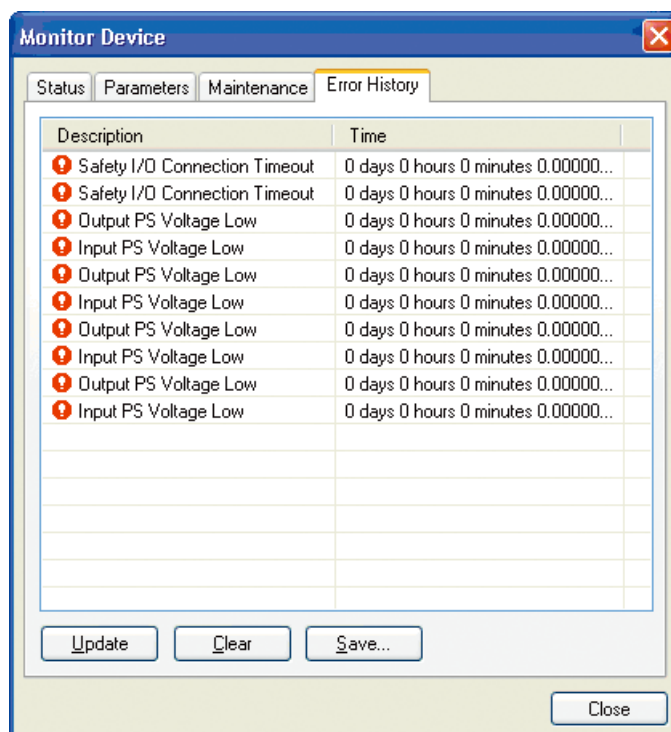 Monitor Device
Status Parameters Maintenance Error History
Description Time
Safety I/O Connection Timeout 0 days 0 hours 0 minutes 0.00000...
Safety I/O Connection Timeout 0 days 0 hours 0 minutes 0.00000...
Output PS Voltage Low 0 days 0 hours 0 minutes 0.00000...
Input PS Voltage Low 0 days 0 hours 0 minutes 0.00000...
Output PS Voltage Low 0 days 0 hours 0 minutes 0.00000...
Input PS Voltage Low 0 days 0 hours 0 minutes 0.00000...
Output PS Voltage Low 0 days 0 hours 0 minutes 0.00000...
Input PS Voltage Low 0 days 0 hours 0 minutes 0.00000...
Output PS Voltage Low 0 days 0 hours 0 minutes 0.00000...
Input PS Voltage Low 0 days 0 hours 0 minutes 0.00000...
Update Clear Save...
Close